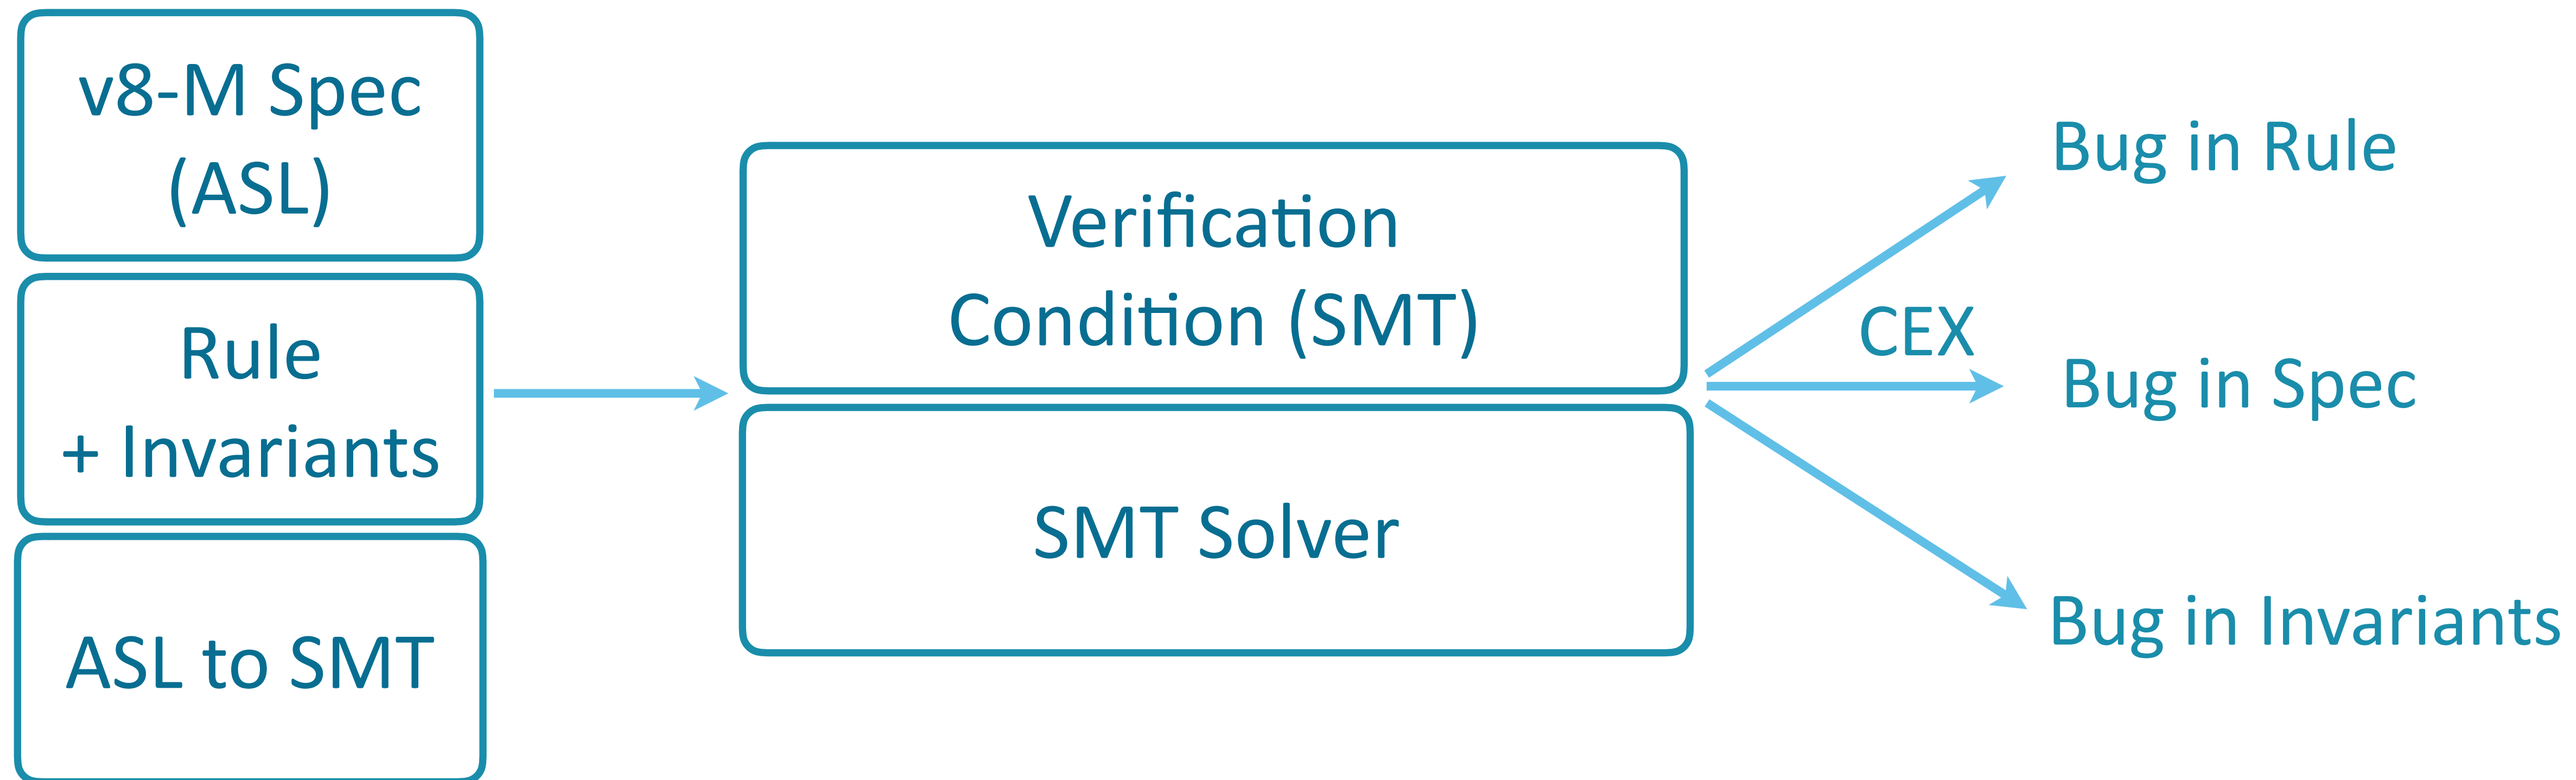 v8-M Spec
(ASL)
Rule
+ Invariants
ASL to SMT
Verification
Condition (SMT)
SMT Solver
CEX
Bug in Rule
Bug in Spec
Bug in Invariants